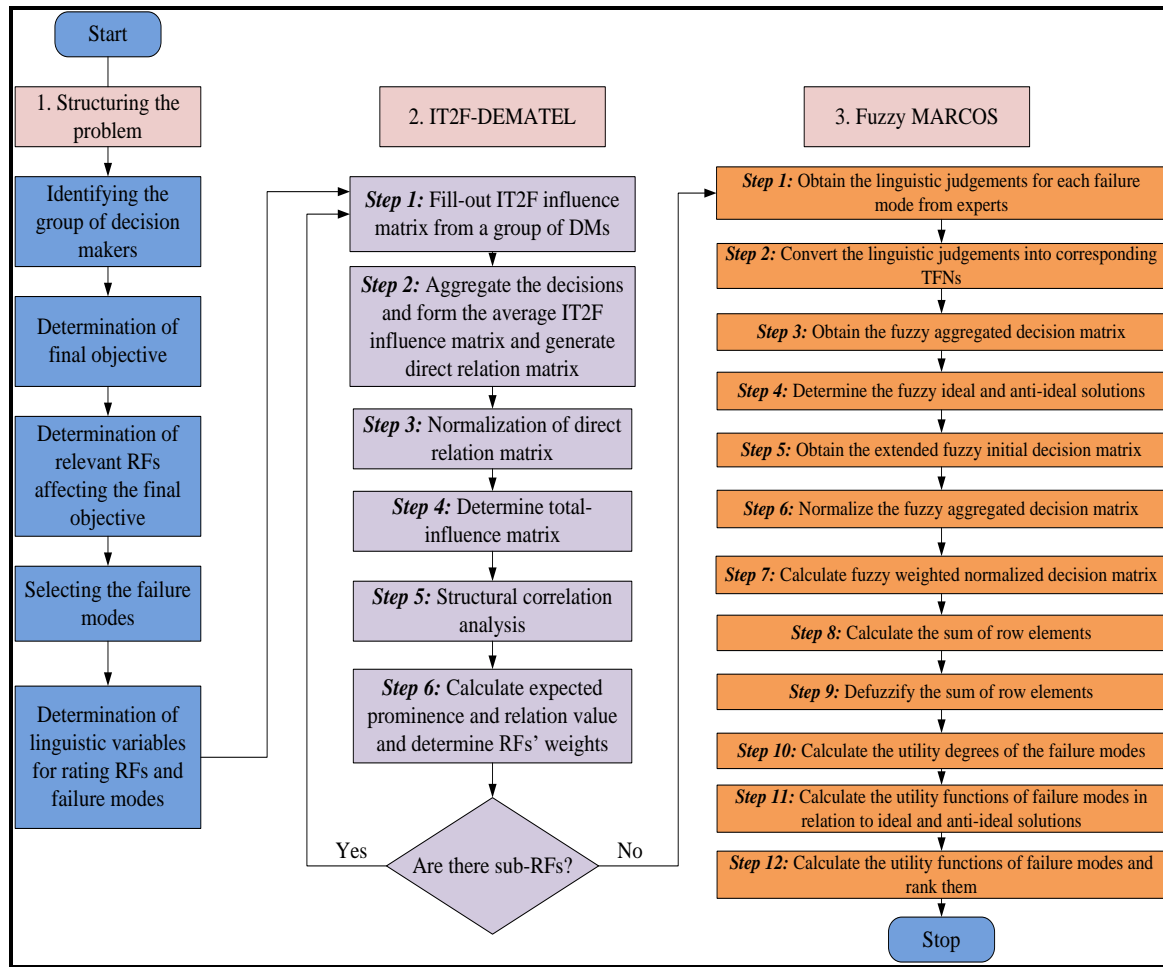 Start
1. Structuring the
problem
Identifying the
group of decision
makers
Determination of
final objective
Determination of
relevant RFs
affecting the final
objective
Selecting the failure
modes
Determination of
linguistic variables
for rating RFs and
failure modes
2. IT2F-DEMATEL
Step 1: Fill-out IT2F influence
matrix from a group of DMs
Step 2: Aggregate the decisions
and form the average IT2F
influence matrix and generate
direct relation matrix
Step 3: Normalization of direct
relation matrix
Step 4: Determine total-
influence matrix
Step 5: Structural correlation
analysis
Step 6: Calculate expected
prominence and relation value
and determine RFs' weights
Yes
Are there sub-RFs?
No
3. Fuzzy MARCOS
Step 1: Obtain the linguistic judgements for each failure
mode from experts
Step 2: Convert the linguistic judgements into corresponding
TFNs
Step 3: Obtain the fuzzy aggregated decision matrix
Step 4: Determine the fuzzy ideal and anti-ideal solutions
Step 5: Obtain the extended fuzzy initial decision matrix
Step 6: Normalize the fuzzy aggregated decision matrix
Step 7: Calculate fuzzy weighted normalized decision matrix
Step 8: Calculate the sum of row elements
Step 9: Defuzzify the sum of row elements
Step 10: Calculate the utility degrees of the failure modes
Step 11: Calculate the utility functions of failure modes in
relation to ideal and anti-ideal solutions
Step 12: Calculate the utility functions of failure modes and
rank them
Stop